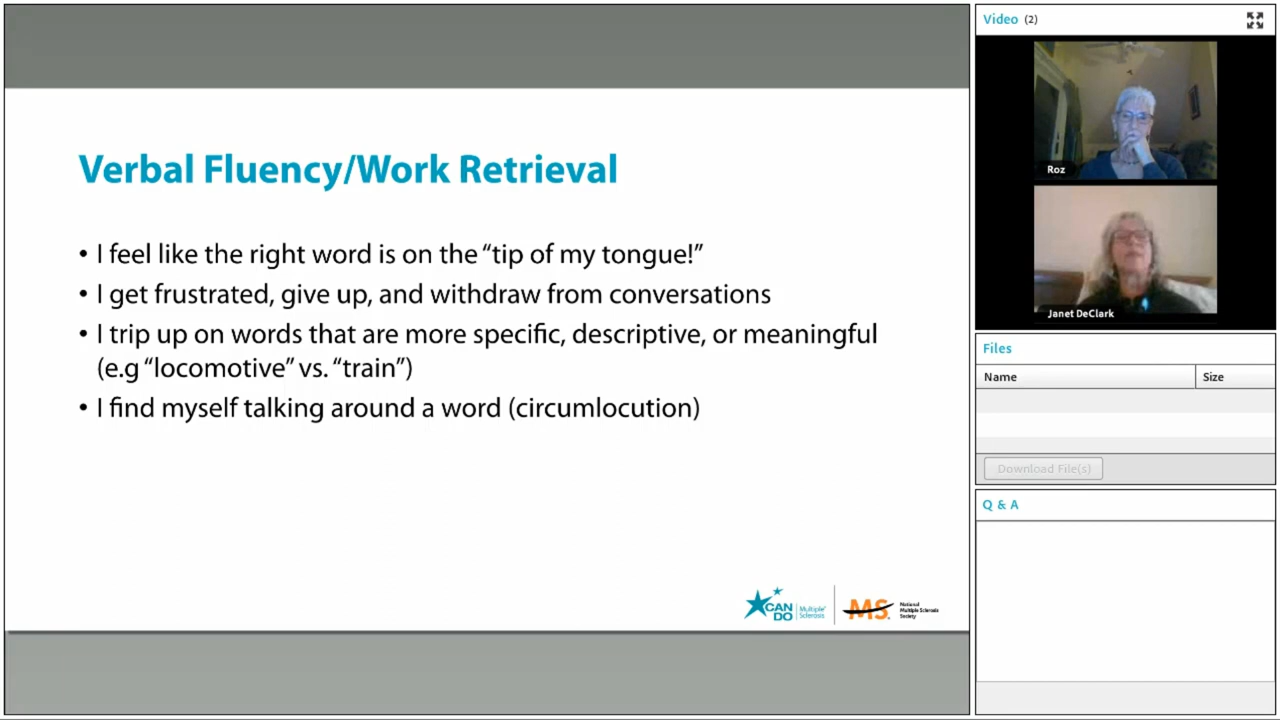 Verbal Fluency/Work Retrieval
• I feel like the right word is on the “tip of my tongue!”
• I get frustrated, give up, and withdraw from conversations
• I trip up on words that are more specific, descriptive, or meaningful
(e.g “locomotive” vs. “train”)
• I find myself talking around a word (circumlocution)
CAN
DO
Multiple
Sclerosis
MS
National
Multiple Sclerosis
Society
Video (2)
Roz
Janet DeClark
Files
Name Size
Download File(s)
Q & A